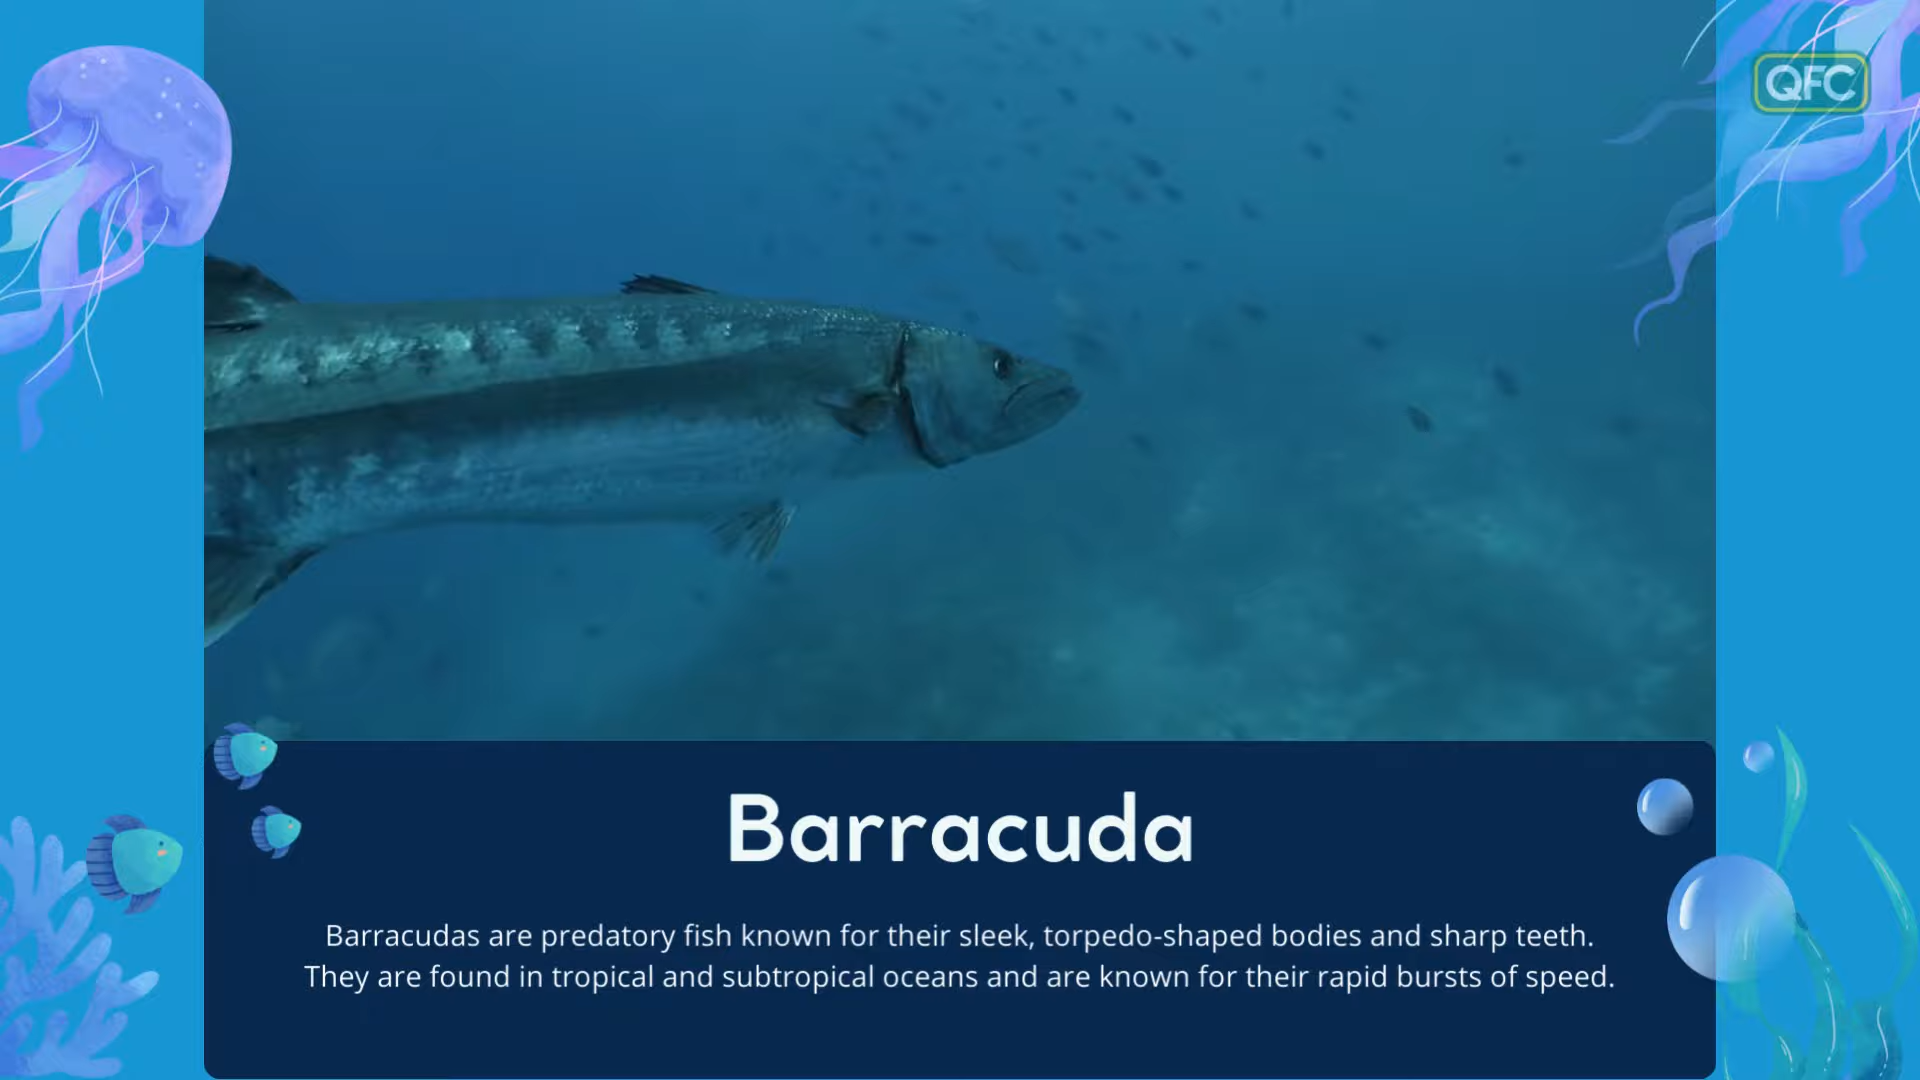 QFC
Barracuda
Barracudas are predatory fish known for their sleek, torpedo-shaped bodies and sharp teeth.
They are found in tropical and subtropical oceans and are known for their rapid bursts of speed.